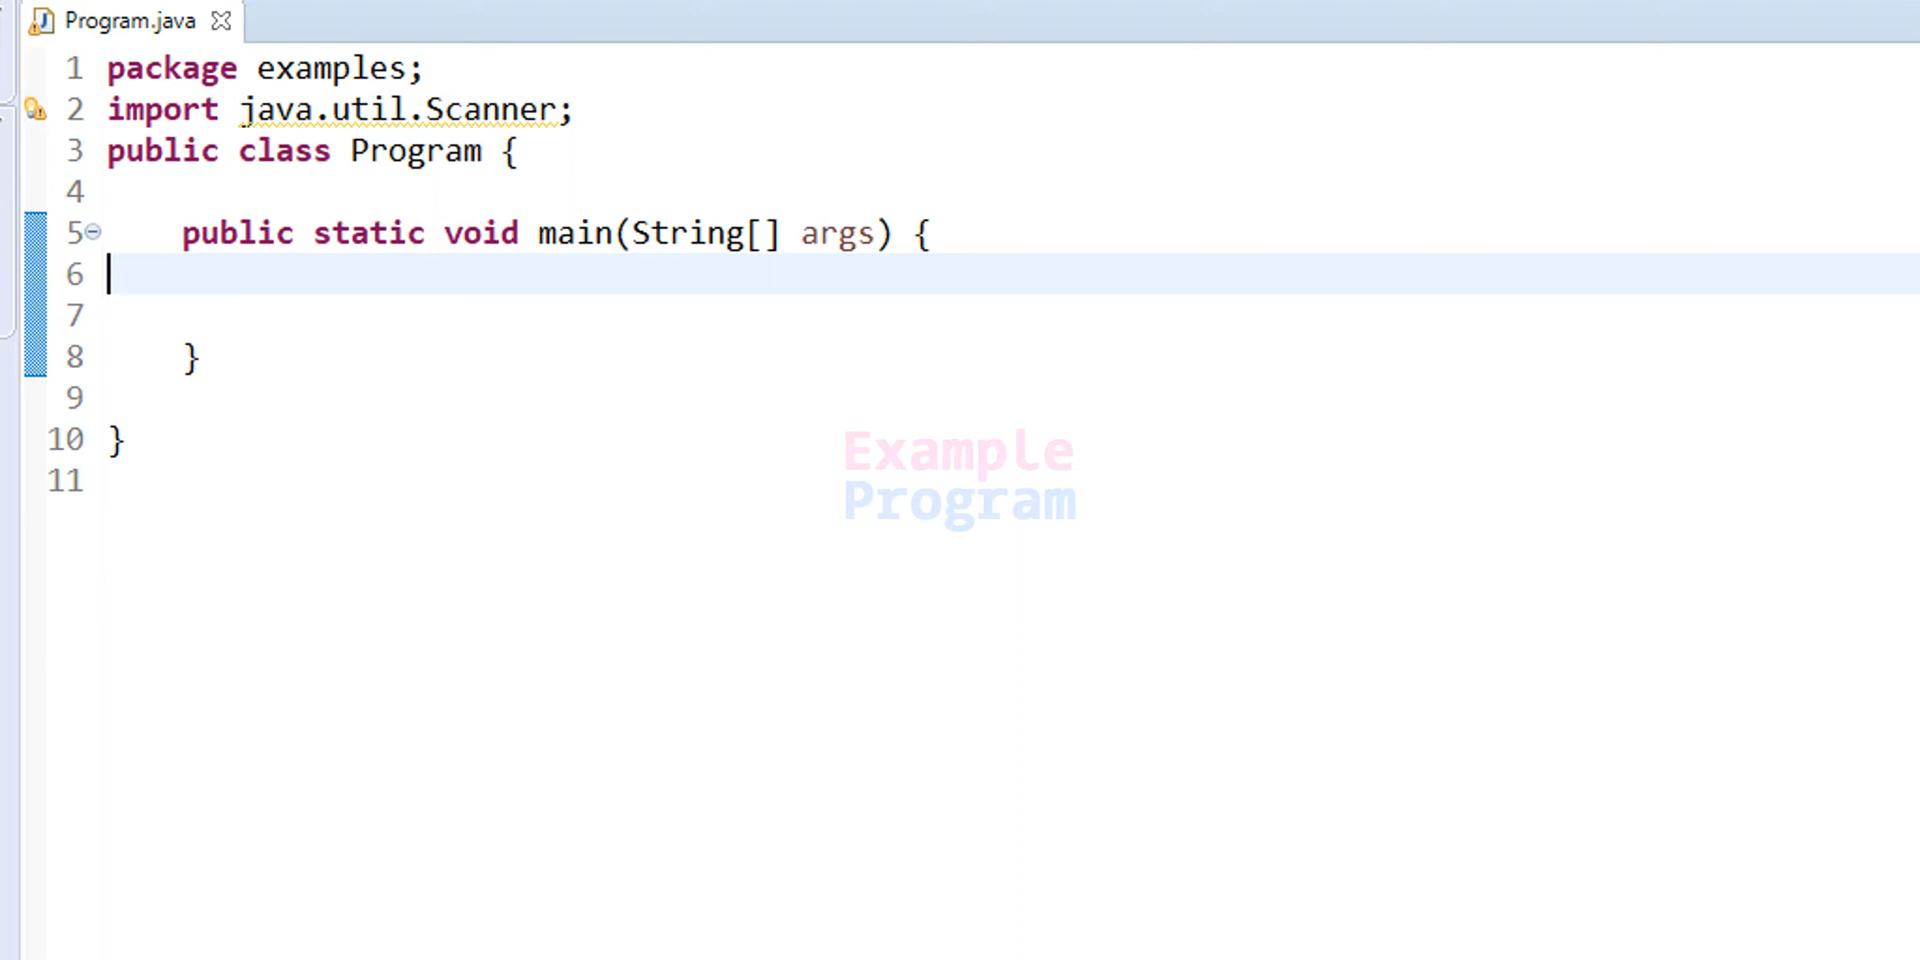 Program.java
1 package examples;
2 import java.util.Scanner;
3 public class Program {
4
5 public static void main(String[] args) {
6
7
8 }
9
10 }
11
Example
Program